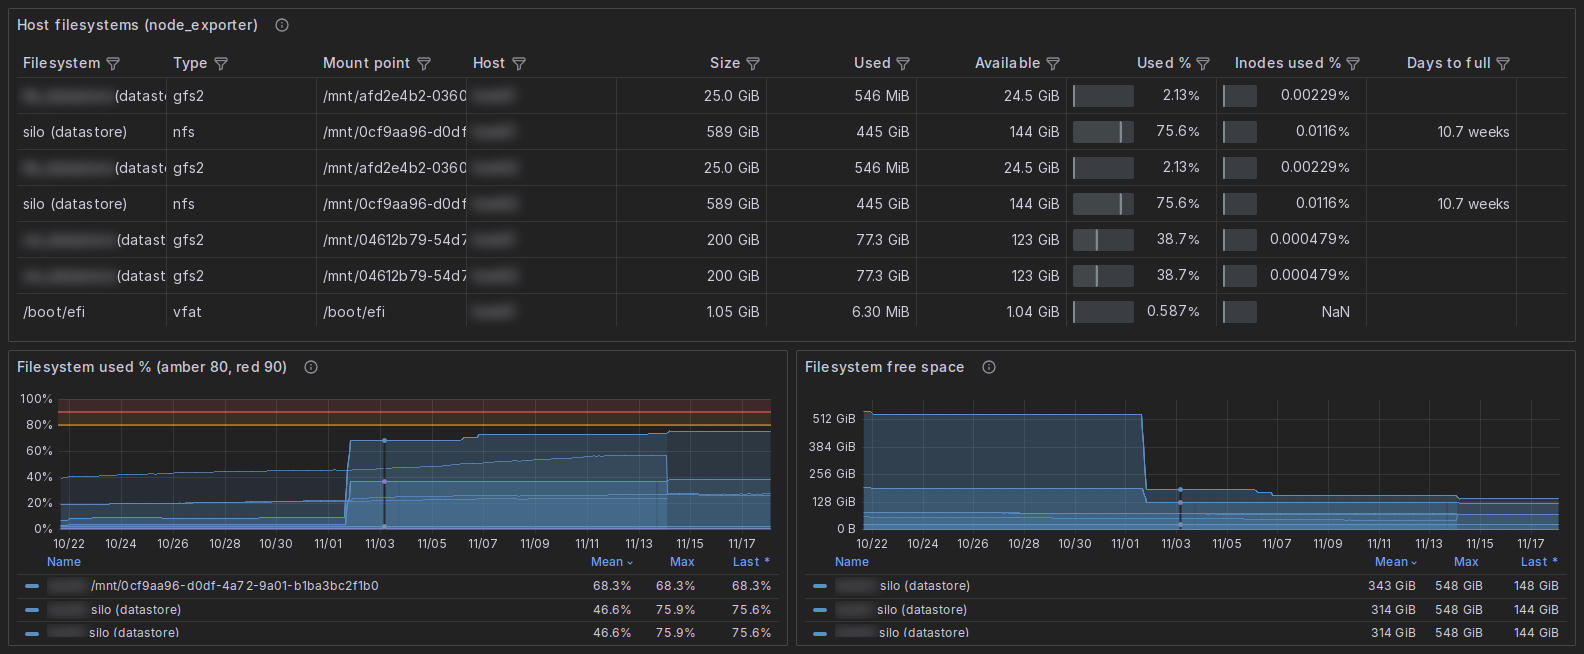 Host filesystems (node_exporter)
Filesystem Type Mount point Host Size Used Available Used % Inodes used % Days to full
(datast gfs2 /mnt/afd2e4b2-0360 25.0 GiB 546 MiB 24.5 GiB 2.13% 0.00229%
silo (datastore) nfs /mnt/0cf9aa96-d0df 589 GiB 445 GiB 144 GiB 75.6% 0.0116% 10.7 weeks
(datast gfs2 /mnt/afd2e4b2-0360 25.0 GiB 546 MiB 24.5 GiB 2.13% 0.00229%
silo (datastore) nfs /mnt/0cf9aa96-d0df 589 GiB 445 GiB 144 GiB 75.6% 0.0116% 10.7 weeks
(datast gfs2 /mnt/04612b79-54d7 200 GiB 77.3 GiB 123 GiB 38.7% 0.000479%
(datast gfs2 /mnt/04612b79-54d7 200 GiB 77.3 GiB 123 GiB 38.7% 0.000479%
/boot/efi vfat /boot/efi 1.05 GiB 6.30 MiB 1.04 GiB 0.587% NaN
Filesystem used % (amber 80, red 90)
100%
80%
60%
40%
20%
0%
10/22 10/24 10/26 10/28 10/30 11/01 11/03 11/05 11/07 11/09 11/11 11/13 11/15 11/17
Name Mean Max Last *
/mnt/0cf9aa96-d0df-4a72-9a01-b1ba3bc2f1b0 68.3% 68.3% 68.3%
silo (datastore) 46.6% 75.9% 75.6%
silo (datastore) 46.6% 75.9% 75.6%
Filesystem free space
512 GiB
384 GiB
256 GiB
128 GiB
0 B
10/22 10/24 10/26 10/28 10/30 11/01 11/03 11/05 11/07 11/09 11/11 11/13 11/15 11/17
Name Mean Max Last *
silo (datastore) 343 GiB 548 GiB 148 GiB
silo (datastore) 314 GiB 548 GiB 144 GiB
silo (datastore) 314 GiB 548 GiB 144 GiB